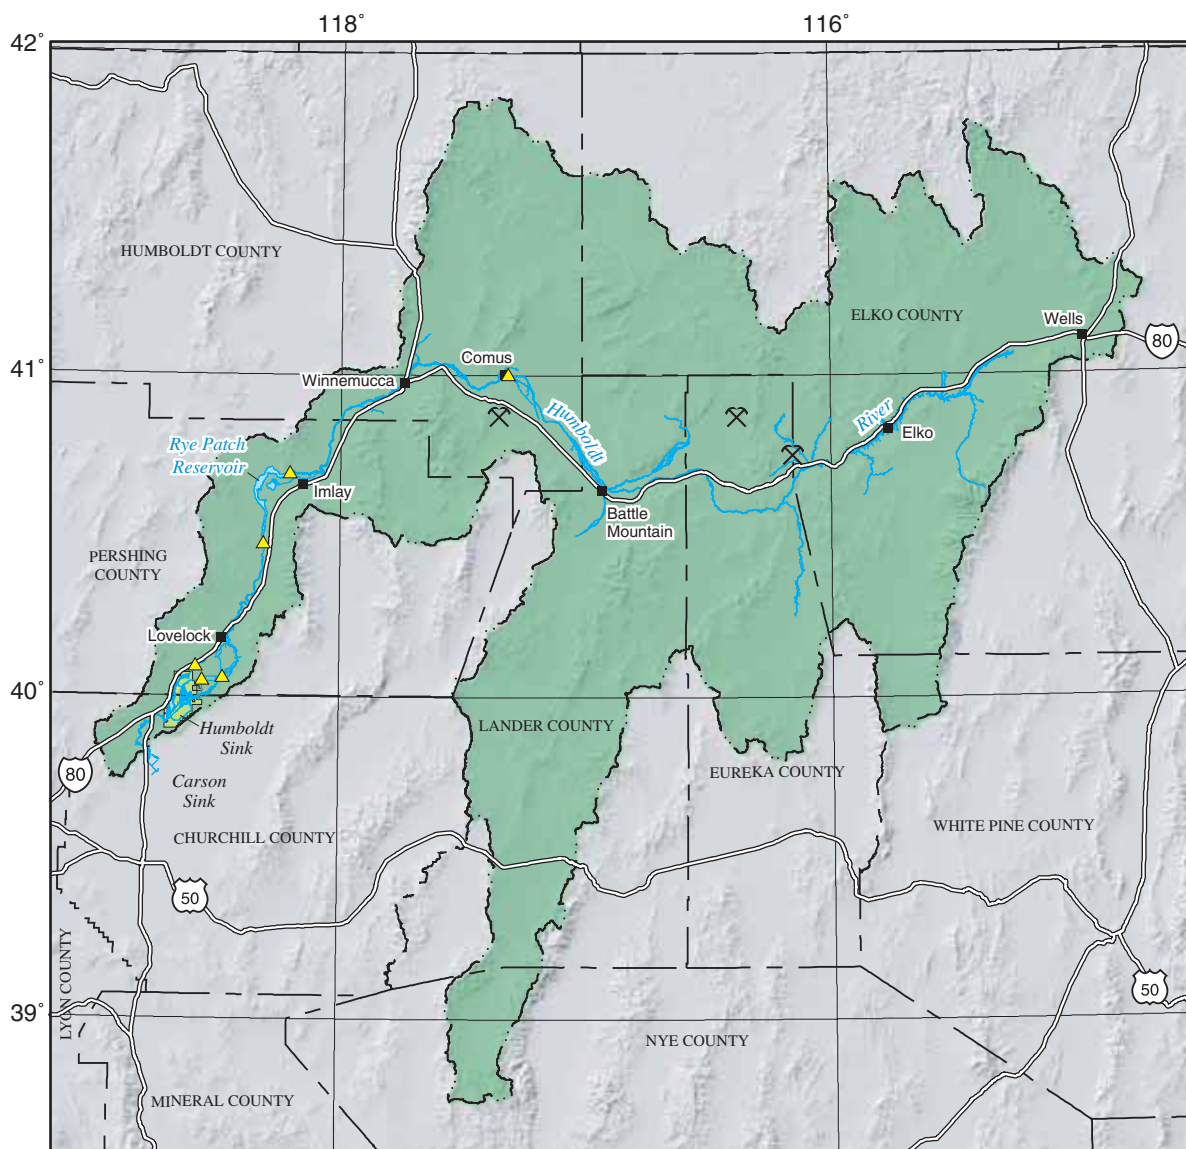 118°
116°
42°
HUMBOLDT COUNTY
ELKO COUNTY
Wells
80
41°
Comus
Winnemucca
Humboldt
River
Elko
Rye Patch
Reservoir
Imlay
Battle
Mountain
PERSHING
COUNTY
Lovelock
40°
Humboldt
Sink
LANDER COUNTY
EUREKA COUNTY
80
Carson
Sink
CHURCHILL COUNTY
WHITE PINE COUNTY
50
LYON COUNTY
50
39°
NYE COUNTY
MINERAL COUNTY